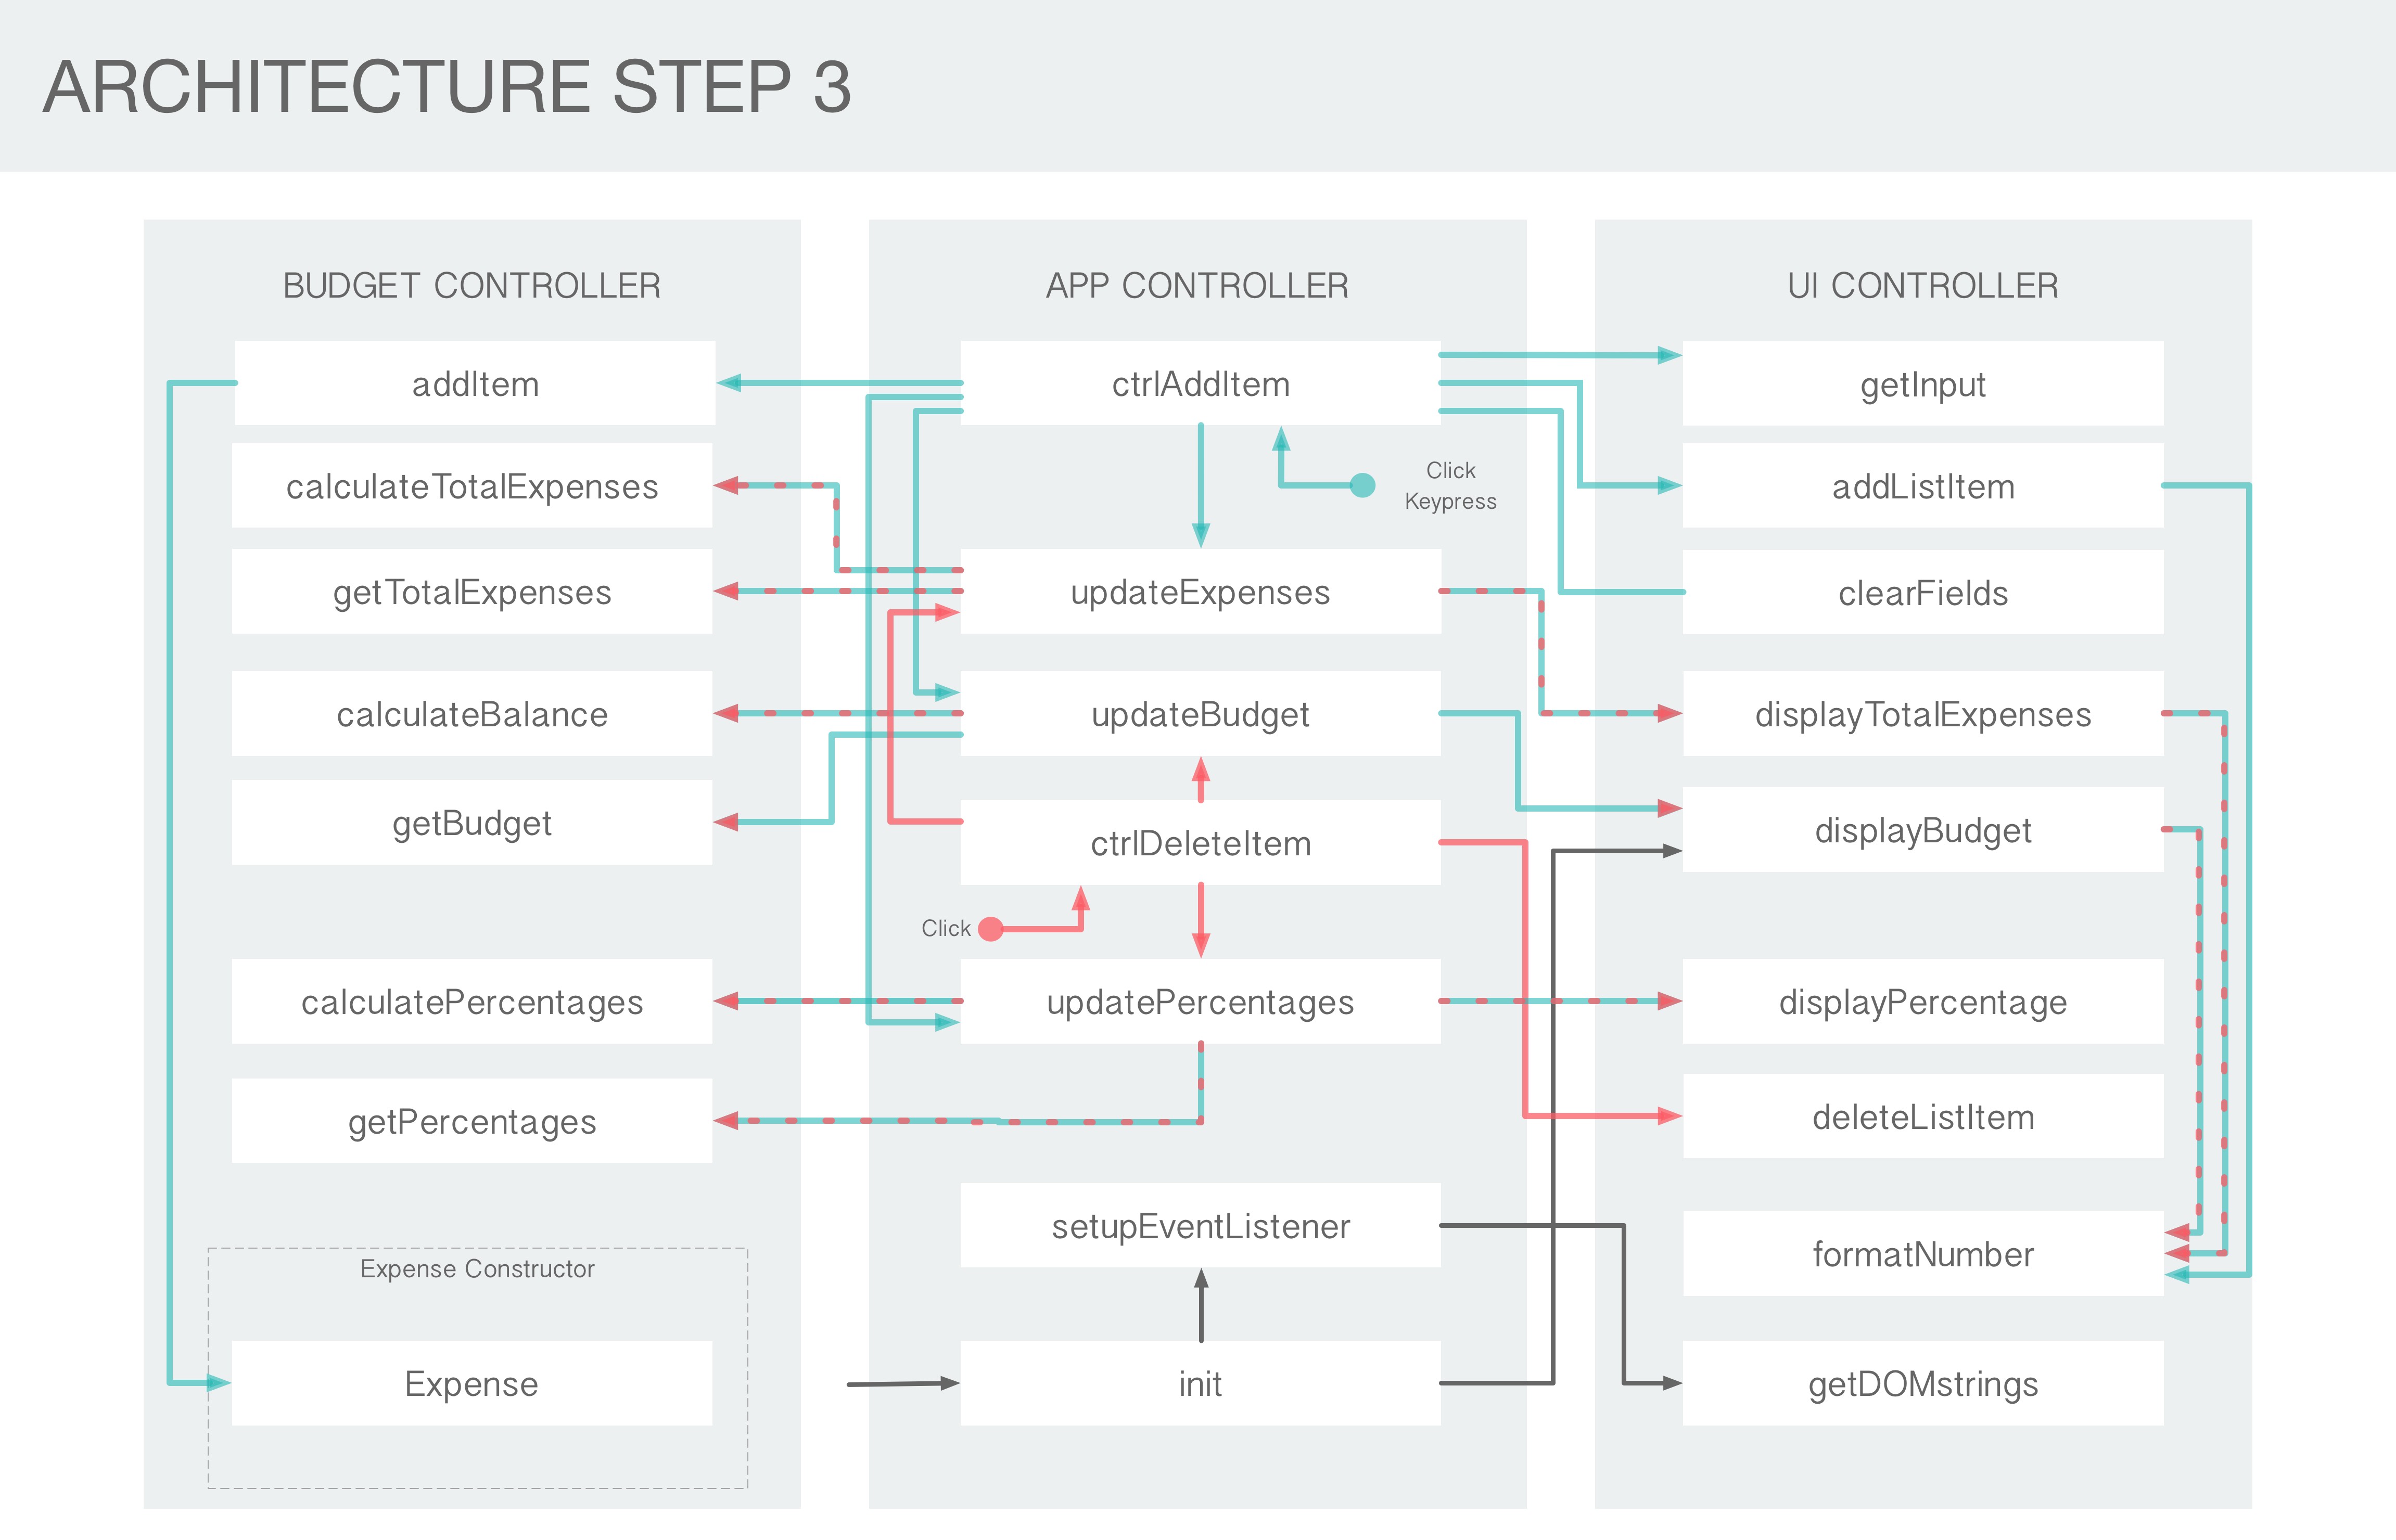 ARCHITECTURE STEP 3
BUDGET CONTROLLER
addItem
calculateTotalExpenses
getTotalExpenses
calculateBalance
getBudget
calculatePercentages
getPercentages
Expense Constructor
Expense
APP CONTROLLER
ctrlAddItem
Click
Keypress
updateExpenses
updateBudget
ctrlDeleteItem
Click
updatePercentages
setupEventListener
init
UI CONTROLLER
getInput
addListItem
clearFields
displayTotalExpenses
displayBudget
displayPercentage
deleteListItem
formatNumber
getDOMstrings